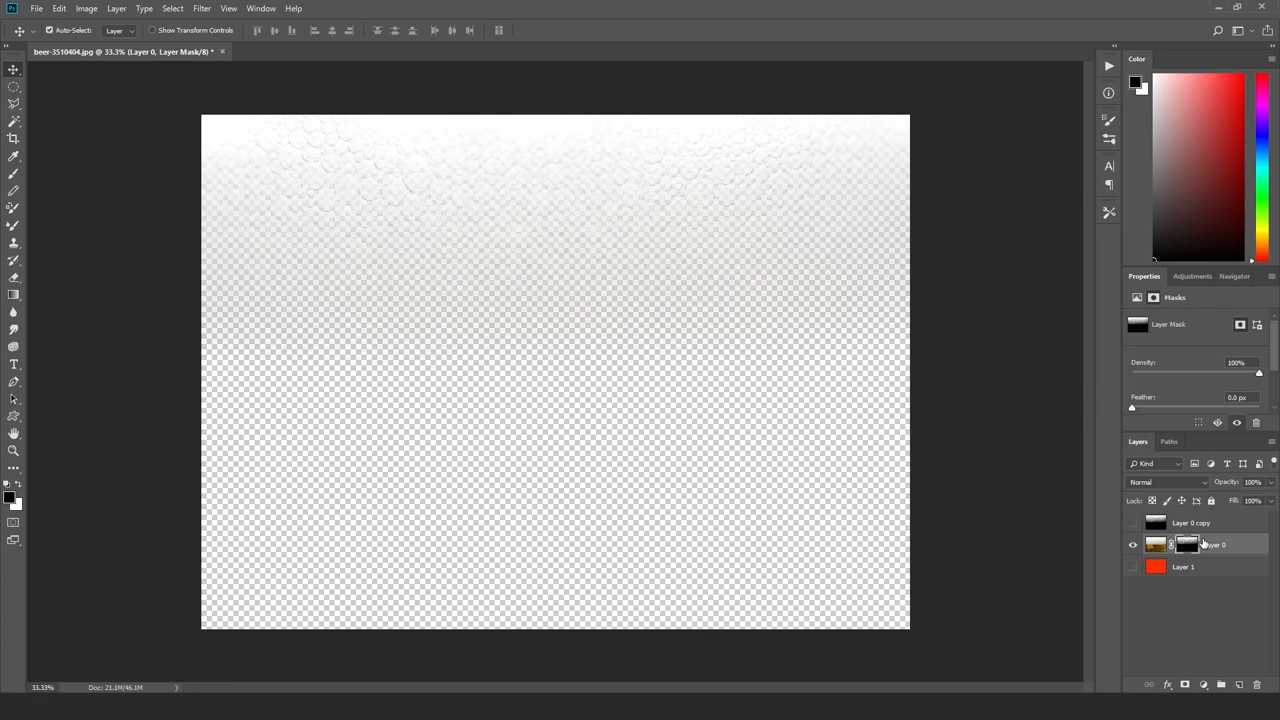 Ps File Edit Image Layer Type Select Filter View Window Help
Auto-Select: Layer Show Transform Controls
beer-3510404.jpg @ 33.3% (Layer 0, Layer Mask/8) * ×
Color
Properties Adjustments Navigator
Masks
Layer Mask
Density: 100%
Feather: 0.0 px
Layers Paths
Kind
Normal Opacity: 100%
Lock: Fill: 100%
Layer 0 copy
Layer 0
Layer 1
33.33% Doc: 21.1M/46.1M